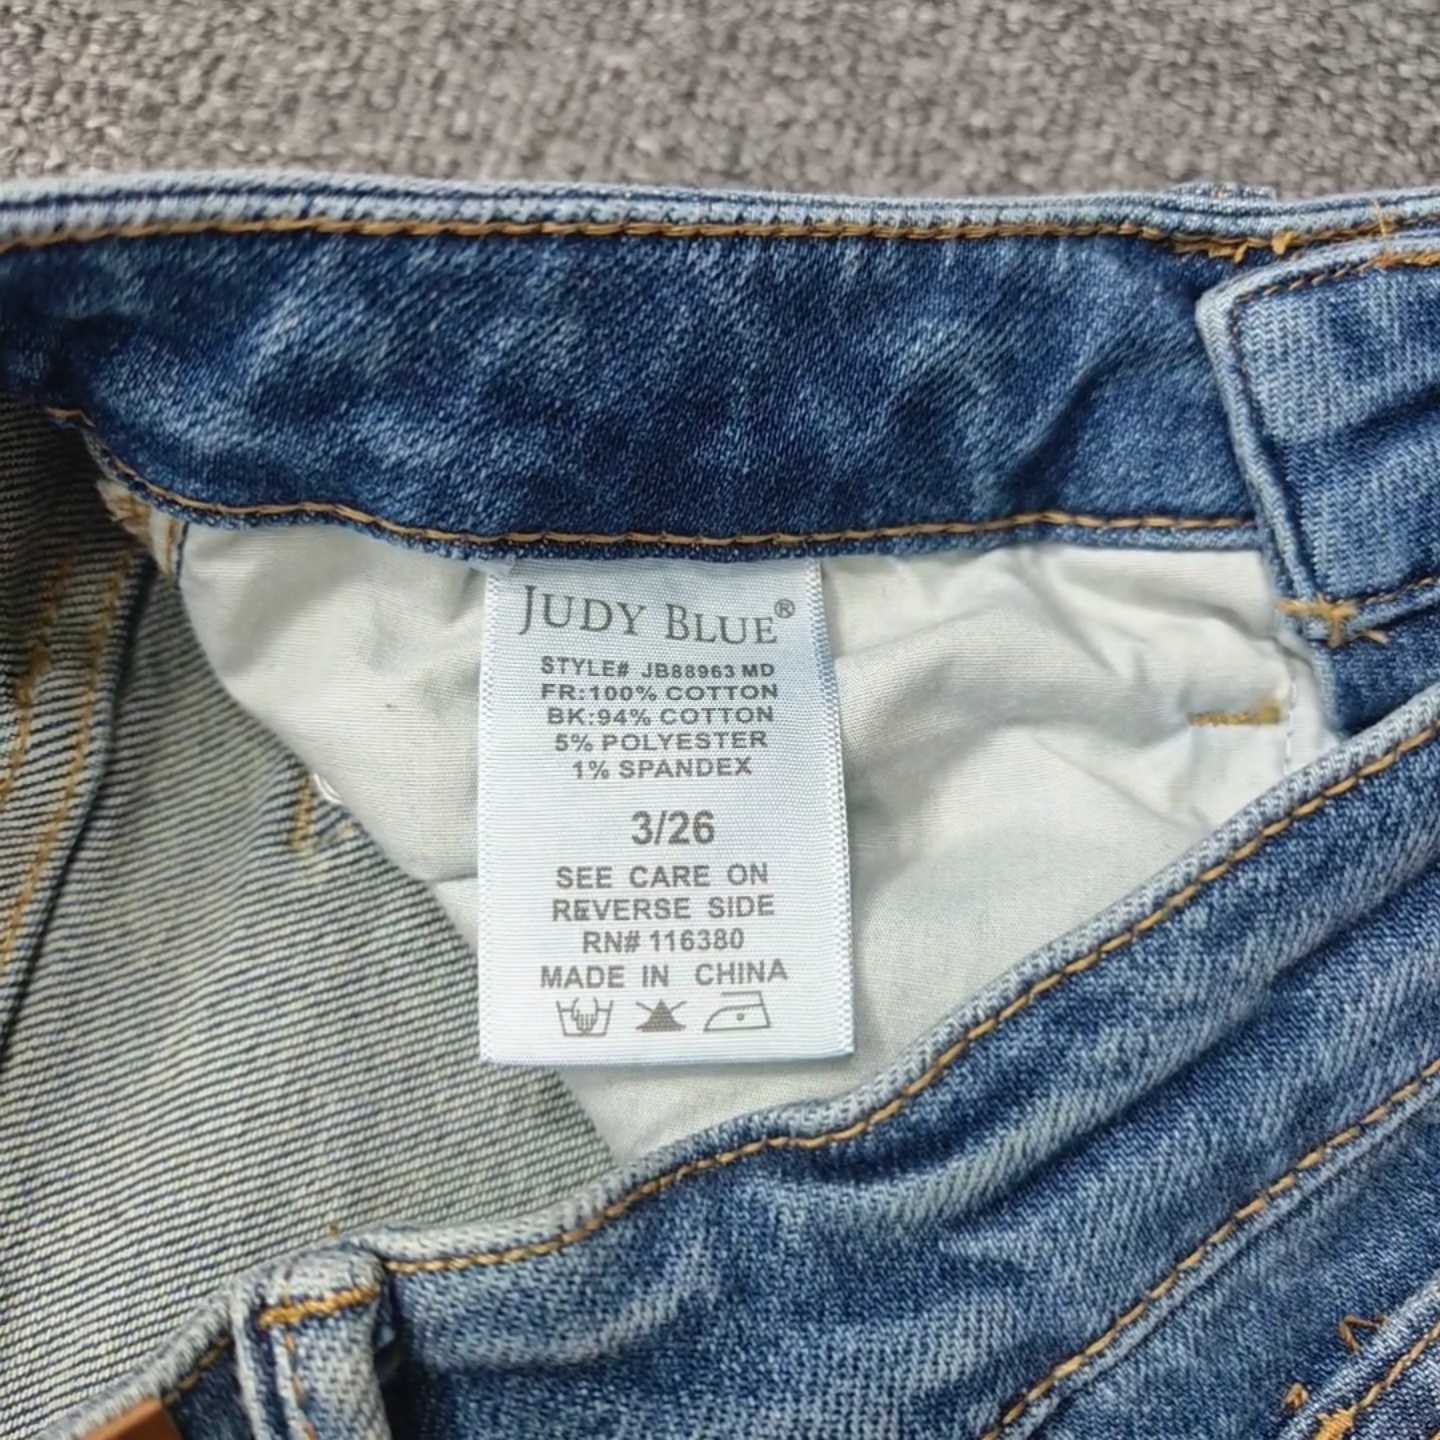 JUDY BLUE®
STYLE# JB88963 MD
FR:100% COTTON
BK:94% COTTON
5% POLYESTER
1% SPANDEX
3/26
SEE CARE ON
REVERSE SIDE
RN# 116380
MADE IN CHINA